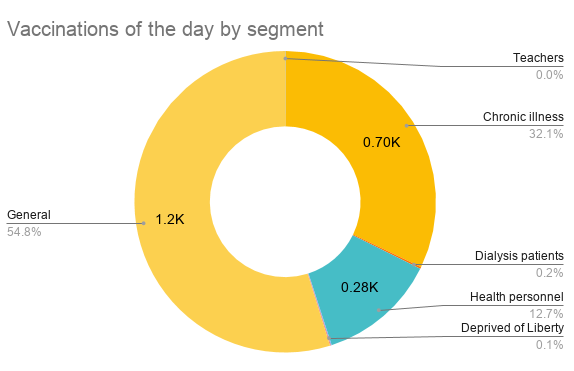 Vaccinations of the day by segment
Teachers
0.0%
Chronic illness
32.1%
0.70K
General
54.8%
1.2K
Dialysis patients
0.2%
0.28K
Health personnel
12.7%
Deprived of Liberty
0.1%